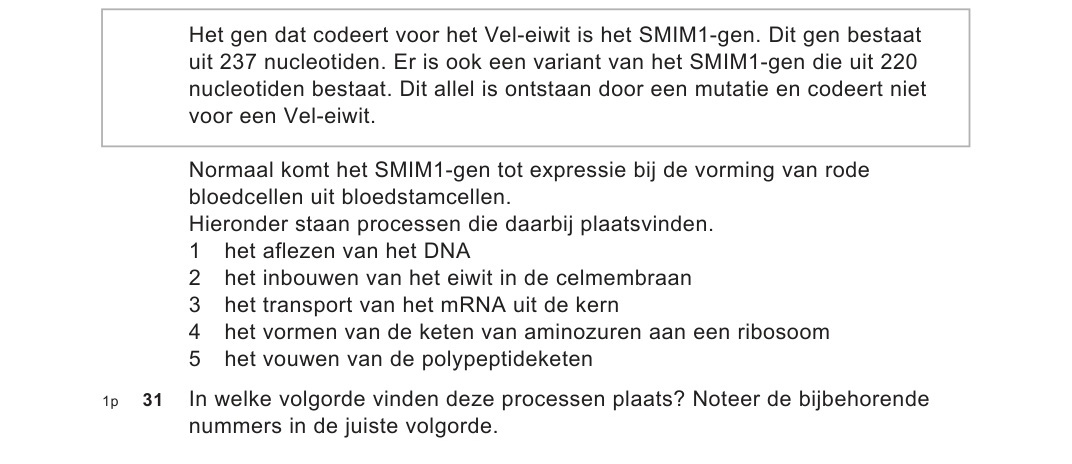 Het gen dat codeert voor het Vel-eiwit is het SMIM1-gen. Dit gen bestaat
uit 237 nucleotiden. Er is ook een variant van het SMIM1-gen die uit 220
nucleotiden bestaat. Dit allel is ontstaan door een mutatie en codeert niet
voor een Vel-eiwit.
Normaal komt het SMIM1-gen tot expressie bij de vorming van rode
bloedcellen uit bloedstamcellen.
Hieronder staan processen die daarbij plaatsvinden.
1 het aflezen van het DNA
2 het inbouwen van het eiwit in de celmembraan
3 het transport van het mRNA uit de kern
4 het vormen van de keten van aminozuren aan een ribosoom
5 het vouwen van de polypeptideketen
1p 31 In welke volgorde vinden deze processen plaats? Noteer de bijbehorende
nummers in de juiste volgorde.